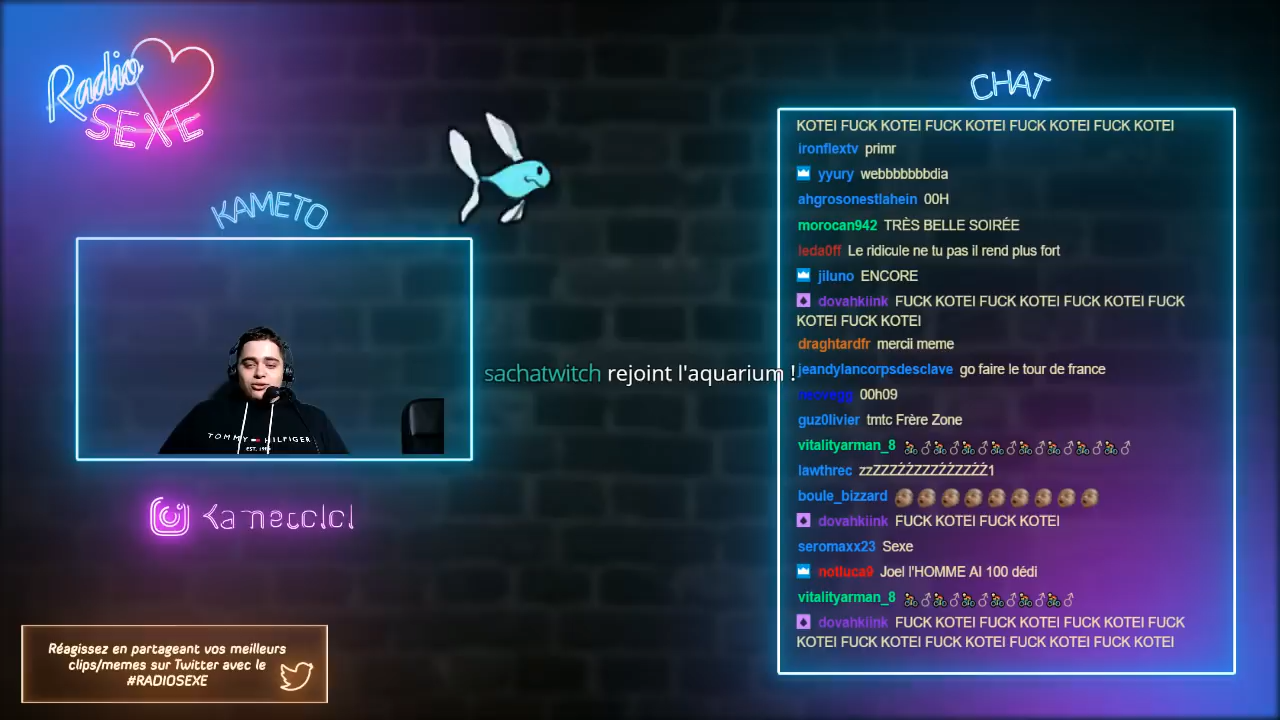 Radio
SEXE
KAMETO
TOMMY HILFIGER
EST. 1985
Kametolol
Réagissez en partageant vos meilleurs
clips/memes sur Twitter avec le
#RADIOSEXE
sachatwitch rejoint l'aquarium !
CHAT
KOTEI FUCK KOTEI FUCK KOTEI FUCK KOTEI FUCK KOTEI
ironflextv primr
yyury webbbbbbbdia
ahgrosonestlahein 00H
morocan942 TRÈS BELLE SOIRÉE
leda0ff Le ridicule ne tu pas il rend plus fort
jiluno ENCORE
dovahkiink FUCK KOTEI FUCK KOTEI FUCK KOTEI FUCK
KOTEI FUCK KOTEI
draghtardfr mercii meme
jeandylancorpsdesclave go faire le tour de france
neovegg 00h09
guz0livier tmtc Frère Zone
vitalityarman_8 🚴🏿♂🚴🏿♂🚴🏿♂🚴🏿♂🚴🏿♂🚴🏿♂🚴🏿♂🚴🏿♂
lawthrec
boule_bizzard
dovahkiink FUCK KOTEI FUCK KOTEI
seromaxx23 Sexe
notluca9 Joel l'HOMME AI 100 dédi
vitalityarman_8 🚴🏿♂🚴🏿♂🚴🏿♂🚴🏿♂🚴🏿♂🚴🏿♂
dovahkiink FUCK KOTEI FUCK KOTEI FUCK KOTEI FUCK
KOTEI FUCK KOTEI FUCK KOTEI FUCK KOTEI FUCK KOTEI